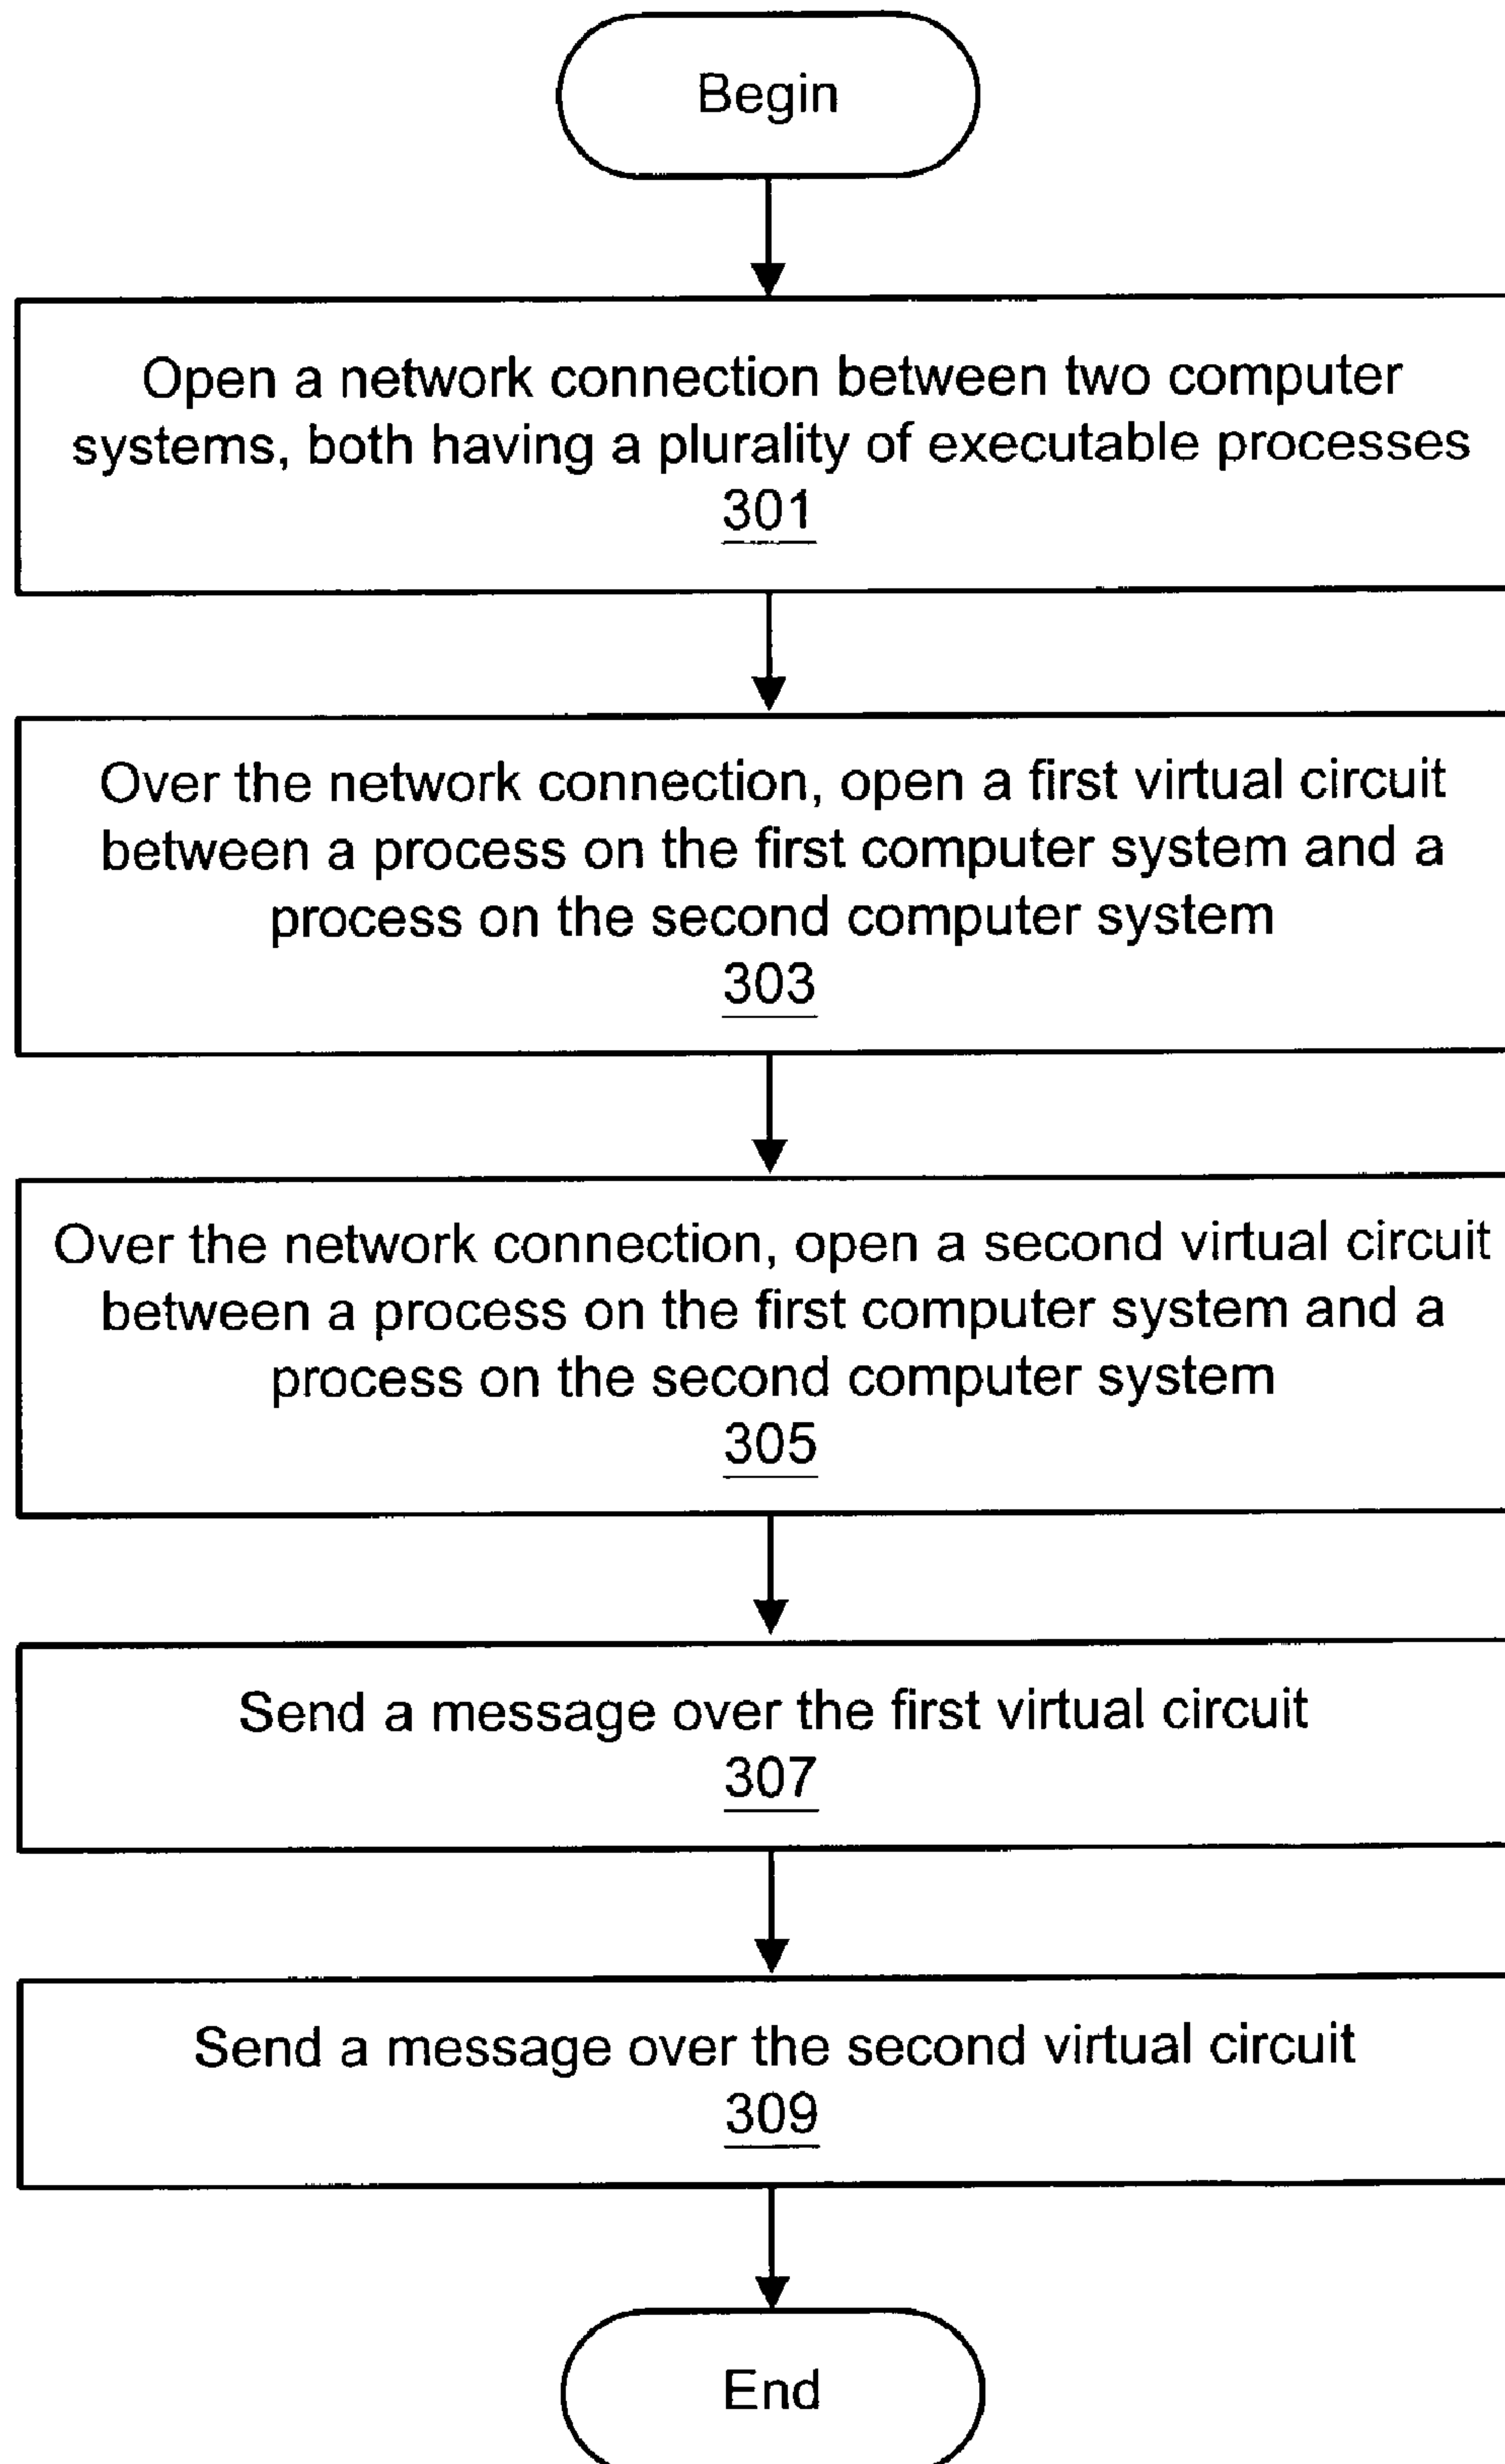 Begin
Open a network connection between two computer
systems, both having a plurality of executable processes
301
Over the network connection, open a first virtual circuit
between a process on the first computer system and a
process on the second computer system
303
Over the network connection, open a second virtual circuit
between a process on the first computer system and a
process on the second computer system
305
Send a message over the first virtual circuit
307
Send a message over the second virtual circuit
309
End